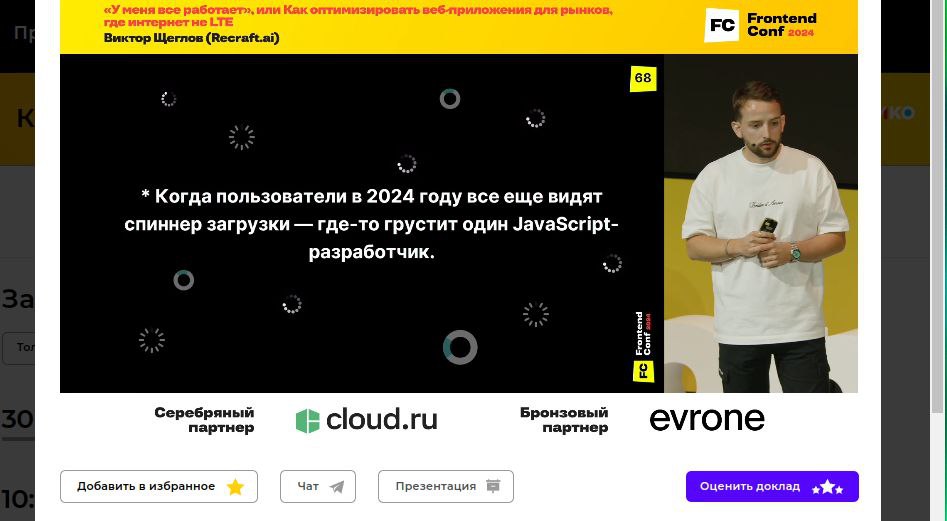 «У меня все работает», или Как оптимизировать веб-приложения для рынков,
где интернет не LTE
Виктор Щеглов (Recraft.ai)
FC
Frontend
Conf 2024
68
* Когда пользователи в 2024 году все еще видят
спиннер загрузки — где-то грустит один JavaScript-
разработчик.
FC
Frontend
Conf 2024
Серебряный
партнер
cloud.ru
Бронзовый
партнер
evrone
Добавить в избранное
Чат
Презентация
Оценить доклад
30
10: